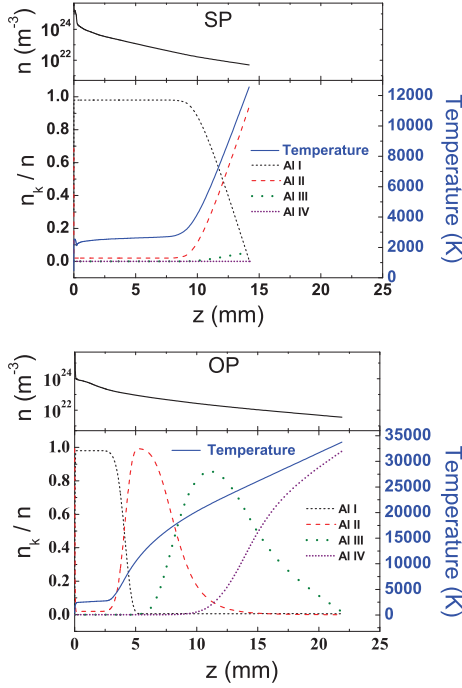 SP
n (m⁻³)
10²⁴
10²²
n_k / n
1.0
0.8
0.6
0.4
0.2
0.0
Temperature
Al I
Al II
Al III
Al IV
12000
10000
8000
6000
4000
2000
0
Temperature (K)
0 5 10 15 20 25
z (mm)
OP
n (m⁻³)
10²⁴
10²²
n_k / n
1.0
0.8
0.6
0.4
0.2
0.0
Temperature
Al I
Al II
Al III
Al IV
35000
30000
25000
20000
15000
10000
5000
0
Temperature (K)
0 5 10 15 20 25
z (mm)